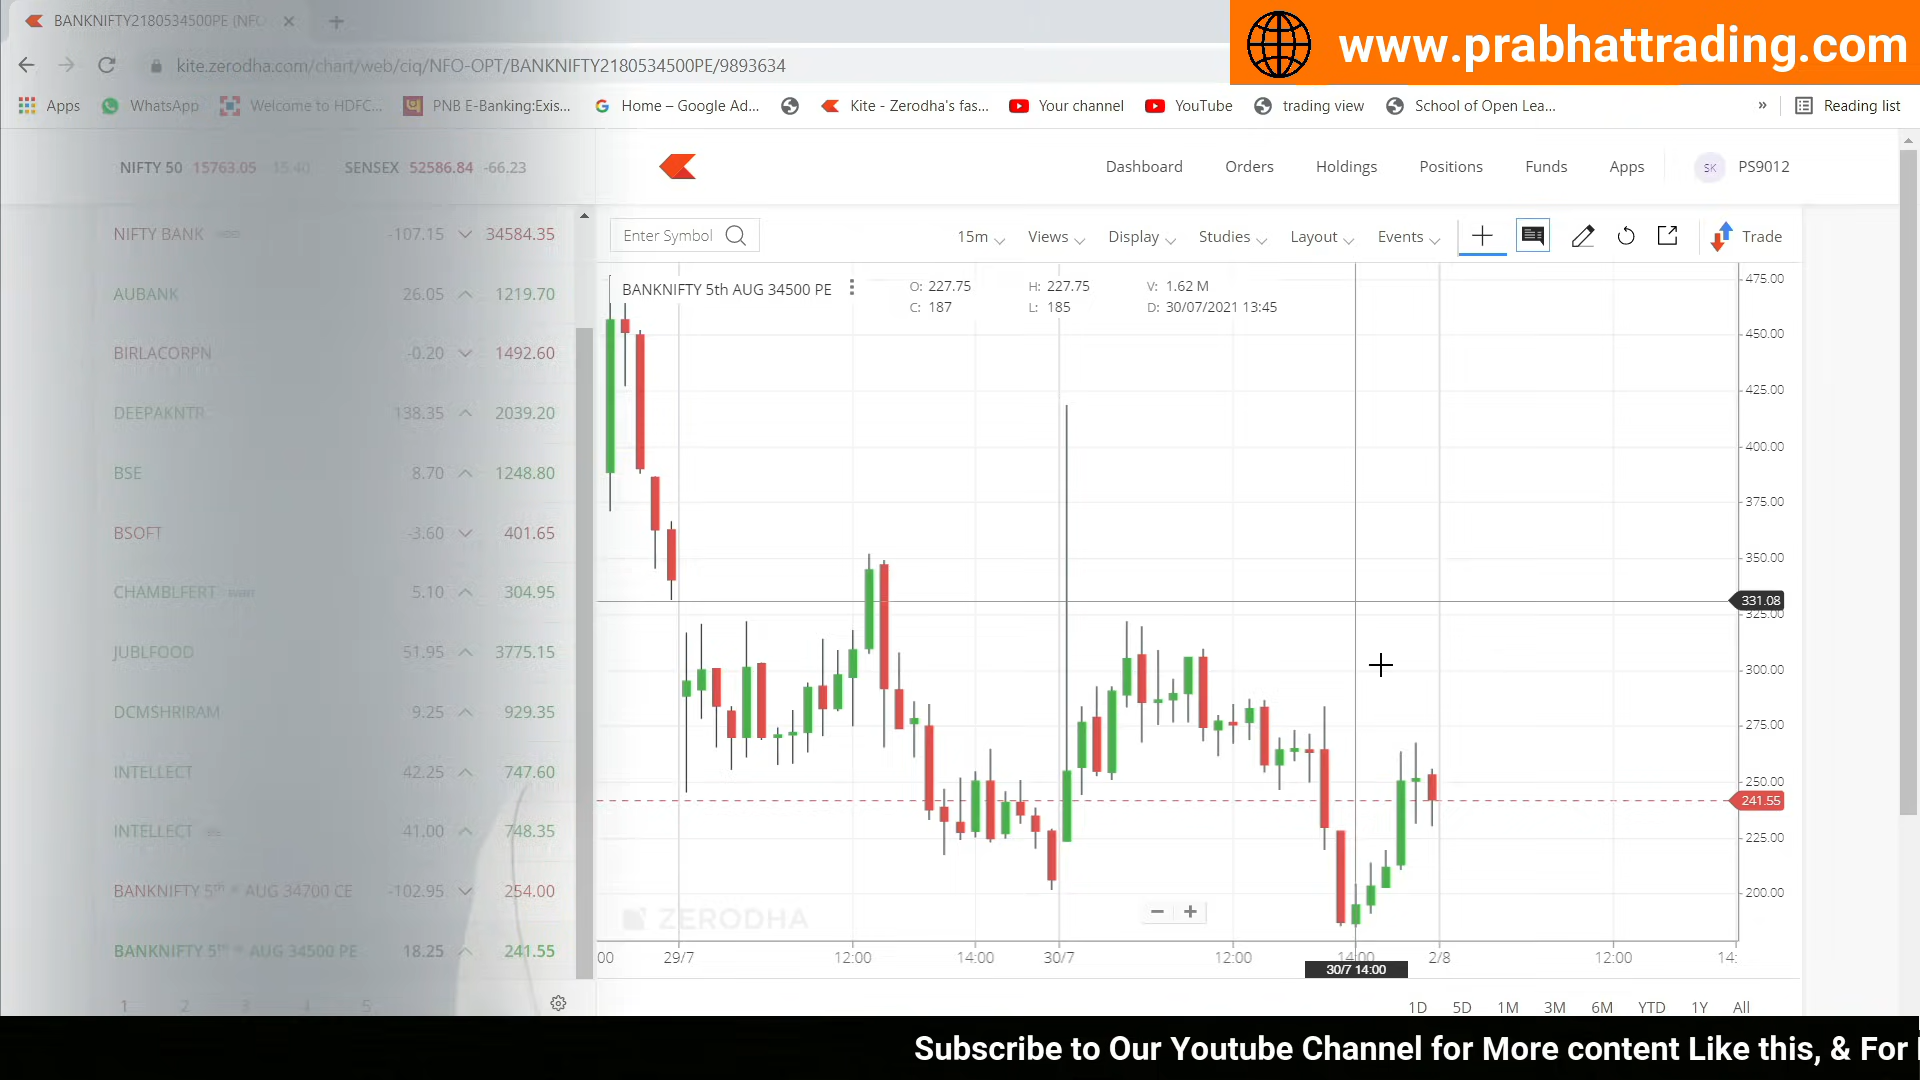 BANKNIFTY2180534500PE (NFO
www.prabhattrading.com
kite.zerodha.com/chart/web/ciq/NFO-OPT/BANKNIFTY2180534500PE/9893634
Apps WhatsApp Welcome to HDFC... PNB E-Banking:Exis... Home – Google Ad... Kite - Zerodha's fas... Your channel YouTube trading view School of Open Lea... » Reading list
NIFTY 50 15763.05 -15.40 SENSEX 52586.84 -66.23
Dashboard Orders Holdings Positions Funds Apps SK PS9012
NIFTY BANK -107.15 34584.35
AUBANK 26.05 1219.70
BIRLACORPN -0.20 1492.60
DEEPAKNTR 138.35 2039.20
BSE 8.70 1248.80
BSOFT -3.60 401.65
CHAMBLFERT 5.10 304.95
JUBLFOOD 51.95 3775.15
DCMSHRIRAM 9.25 929.35
INTELLECT 42.25 747.60
INTELLECT 41.00 748.35
BANKNIFTY 5TH AUG 34700 CE -102.95 254.00
BANKNIFTY 5TH AUG 34500 PE 18.25 241.55
1 2 3 4 5
Enter Symbol 15m Views Display Studies Layout Events Trade
BANKNIFTY 5th AUG 34500 PE O: 227.75 H: 227.75 V: 1.62 M
C: 187 L: 185 D: 30/07/2021 13:45
475.00
450.00
425.00
400.00
375.00
350.00
331.08
325.00
300.00
275.00
250.00
241.55
225.00
200.00
ZERODHA
00 29/7 12:00 14:00 30/7 12:00 14:00 2/8 12:00 14:
30/7 14:00
1D 5D 1M 3M 6M YTD 1Y All
Subscribe to Our Youtube Channel for More content Like this, & For